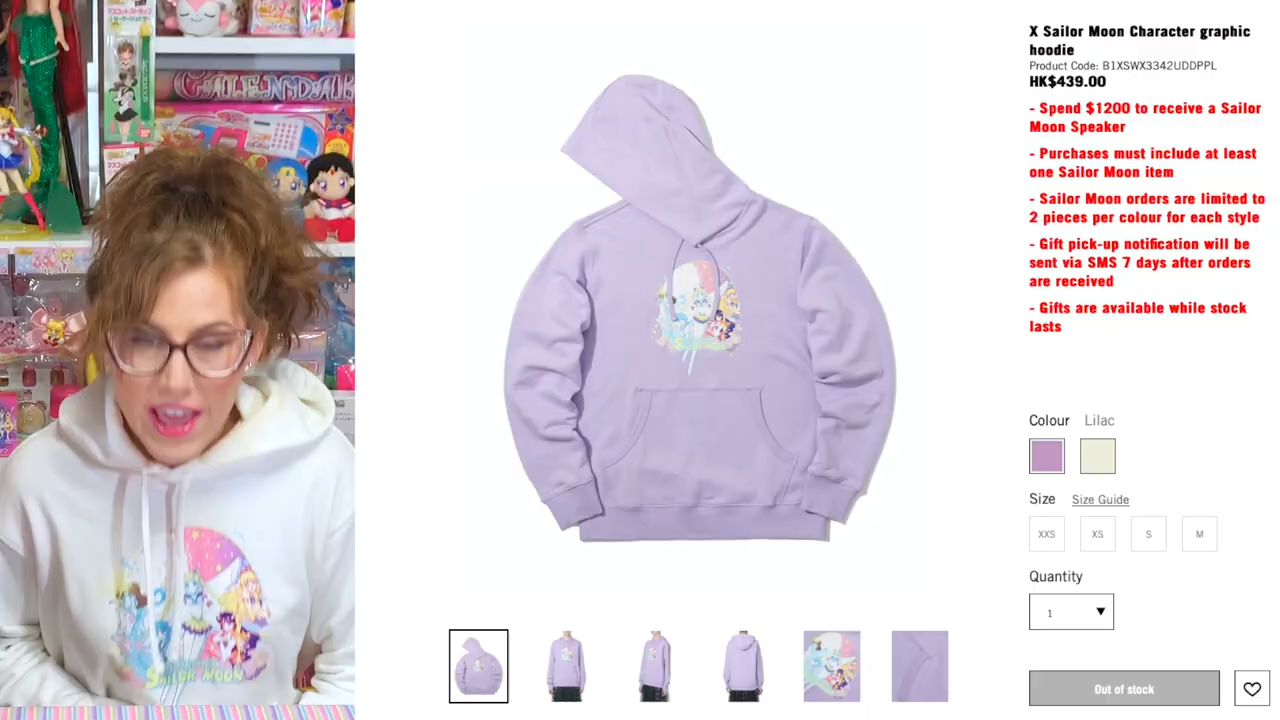 X Sailor Moon Character graphic
hoodie
Product Code: B1XSWX3342UDDPPL
HK$439.00
- Spend $1200 to receive a Sailor
Moon Speaker
- Purchases must include at least
one Sailor Moon item
- Sailor Moon orders are limited to
2 pieces per colour for each style
- Gift pick-up notification will be
sent via SMS 7 days after orders
are received
- Gifts are available while stock
lasts
Colour Lilac
Size Size Guide
XXS XS S M
Quantity
1
Out of stock
CALENDAR
SAILOR MOON